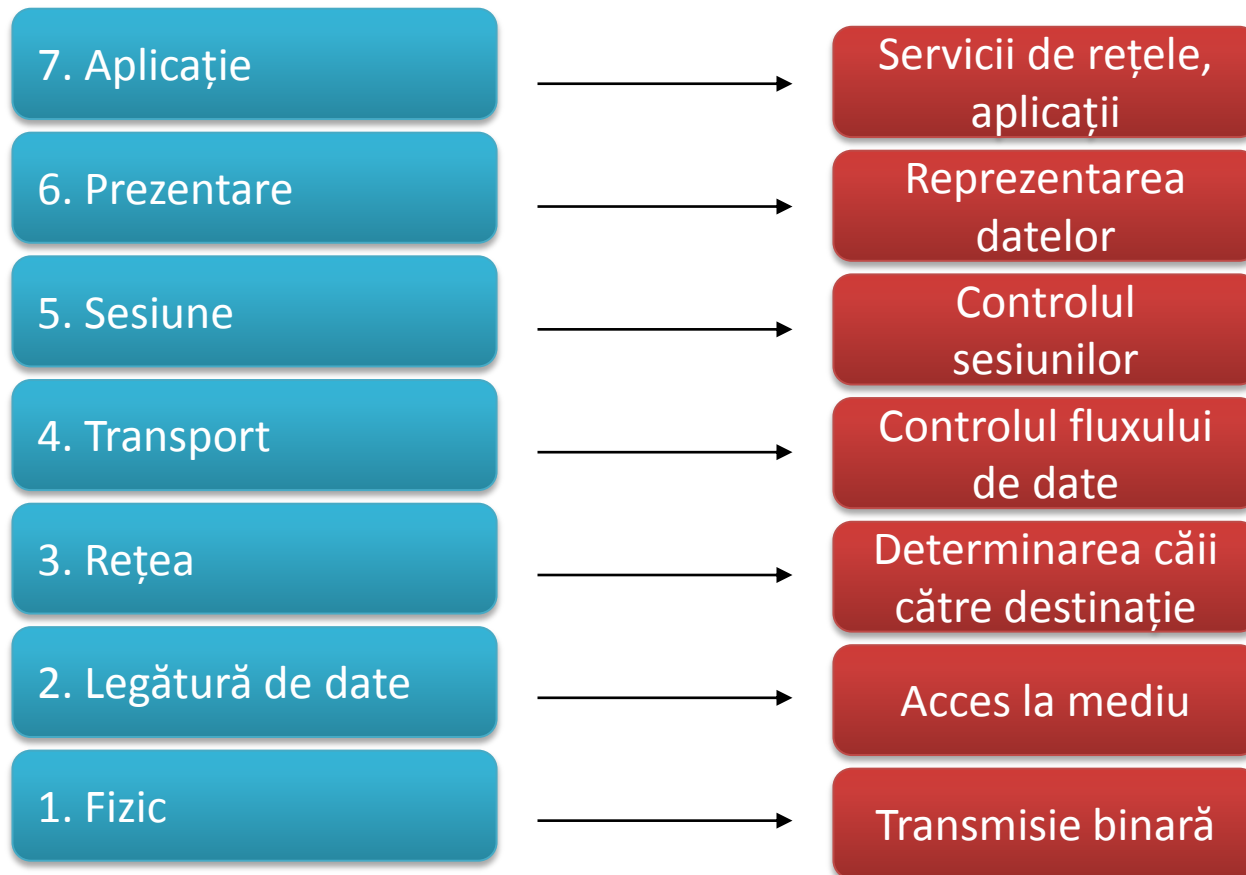 7. Aplicație
Servicii de rețele,
aplicații
6. Prezentare
Reprezentarea
datelor
5. Sesiune
Controlul
sesiunilor
4. Transport
Controlul fluxului
de date
3. Rețea
Determinarea căii
către destinație
2. Legătură de date
Acces la mediu
1. Fizic
Transmisie binară